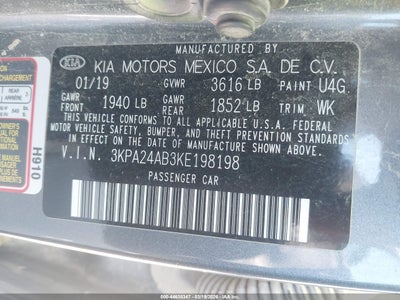 MANUFACTURED BY
KIA KIA MOTORS MEXICO S.A. DE C.V.
01/19 GVWR 3616 LB PAINT U4G
GAWR GAWR
FRONT 1940 LB REAR 1852 LB TRIM WK
THIS VEHICLE CONFORMS TO ALL APPLICABLE U.S.A. FEDERAL
MOTOR VEHICLE SAFETY, BUMPER, AND THEFT PREVENTION STANDARDS
IN EFFECT ON THE DATE OF MANUFACTURE SHOWN ABOVE.
V.I.N. 3KPA24AB3KE198198
PASSENGER CAR
H910